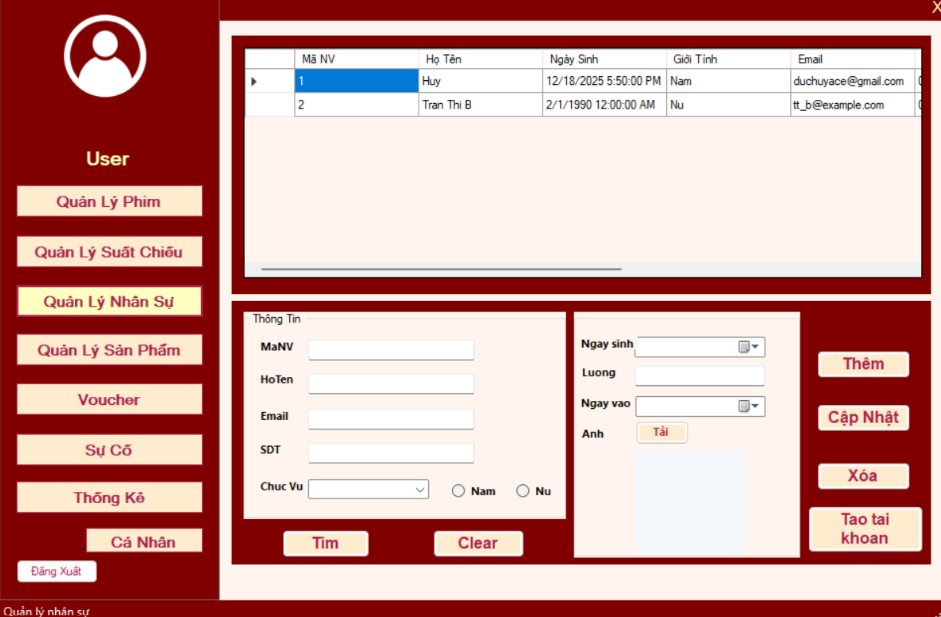 X
User
Quản Lý Phim
Quản Lý Suất Chiếu
Quản Lý Nhân Sự
Quản Lý Sản Phẩm
Voucher
Sự Cố
Thống Kê
Cá Nhân
Đăng Xuất
Mã NV Họ Tên Ngày Sinh Giới Tính Email
1 Huy 12/18/2025 5:50:00 PM Nam duchuyace@gmail.com
2 Tran Thi B 2/1/1990 12:00:00 AM Nu tt_b@example.com
Thông Tin
MaNV
HoTen
Email
SDT
Chuc Vu Nam Nu
Tim Clear
Ngay sinh
Luong
Ngay vao
Anh Tải
Thêm
Cập Nhật
Xóa
Tao tai
khoan
Quản lý nhân sự